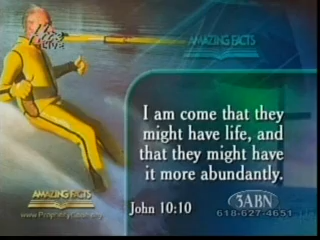 LIVE
AMAZING FACTS
I am come that they
might have life, and
that they might have
it more abundantly.
John 10:10
AMAZING FACTS
3ABN
618-627-4651